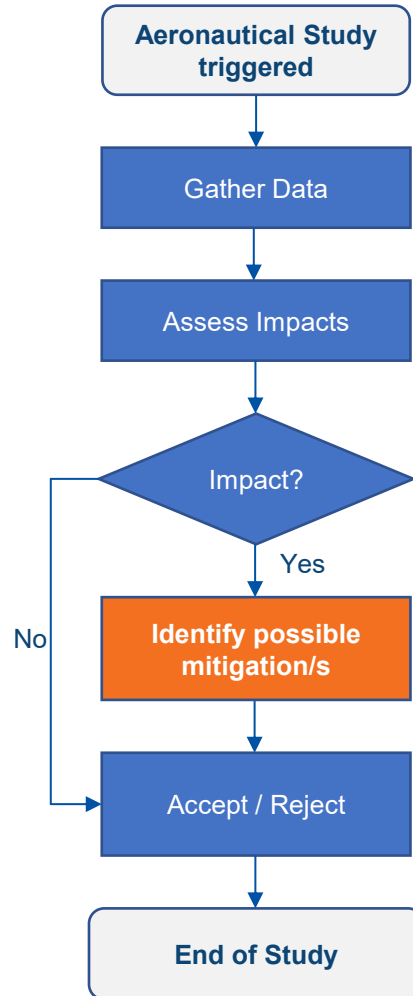 Aeronautical Study
triggered
Gather Data
Assess Impacts
Impact?
Yes
No
Identify possible
mitigation/s
Accept / Reject
End of Study